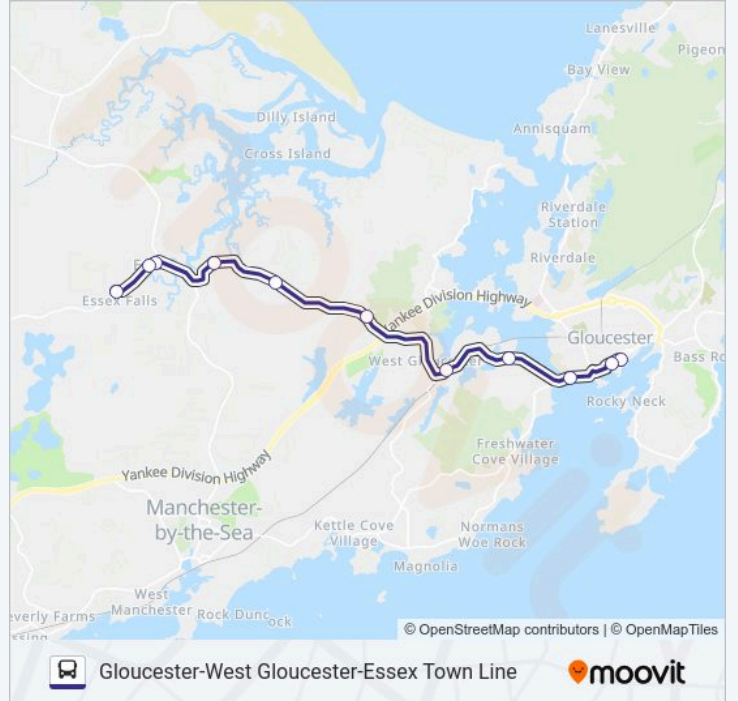 Lanesville
Pigeon
Bay View
Dilly Island
Annisquam
Cross Island
Riverdale
Station
Riverdale
Essex Falls
Yankee Division Highway
Gloucester
West
Bass Ro
Rocky Neck
Freshwater
Cove Village
Yankee Division Highway
Manchester-
by-the-Sea
Kettle Cove
Village
Normans
Woe Rock
Magnolia
West
Manchester
Rock Dun
ock
everly Farms
© OpenStreetMap contributors | © OpenMapTiles
Gloucester-West Gloucester-Essex Town Line
moovit